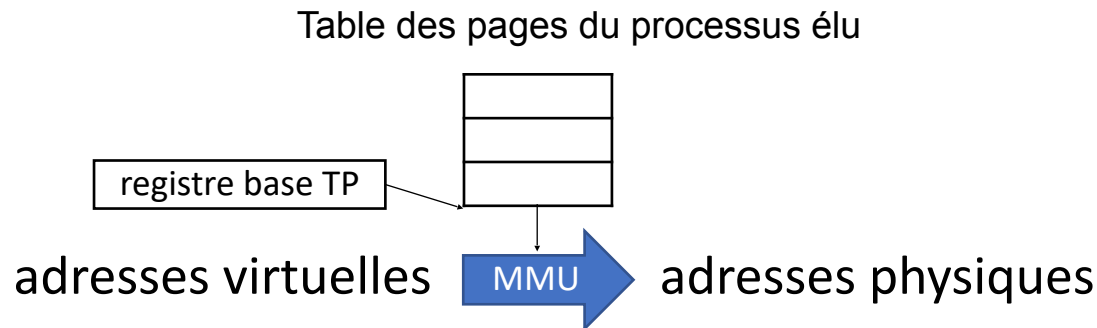 Table des pages du processus élu
registre base TP
adresses virtuelles MMU adresses physiques